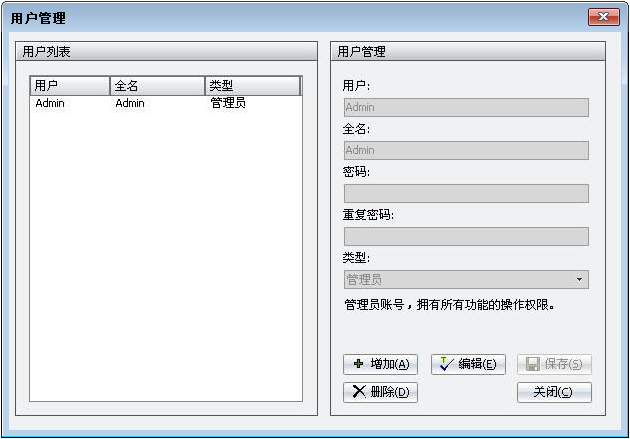 用户管理
用户列表
用户 全名 类型
Admin Admin 管理员
用户管理
用户:
Admin
全名:
Admin
密码:
重复密码:
类型:
管理员
管理员账号，拥有所有功能的操作权限。
增加(A) 编辑(E) 保存(S)
删除(D) 关闭(C)